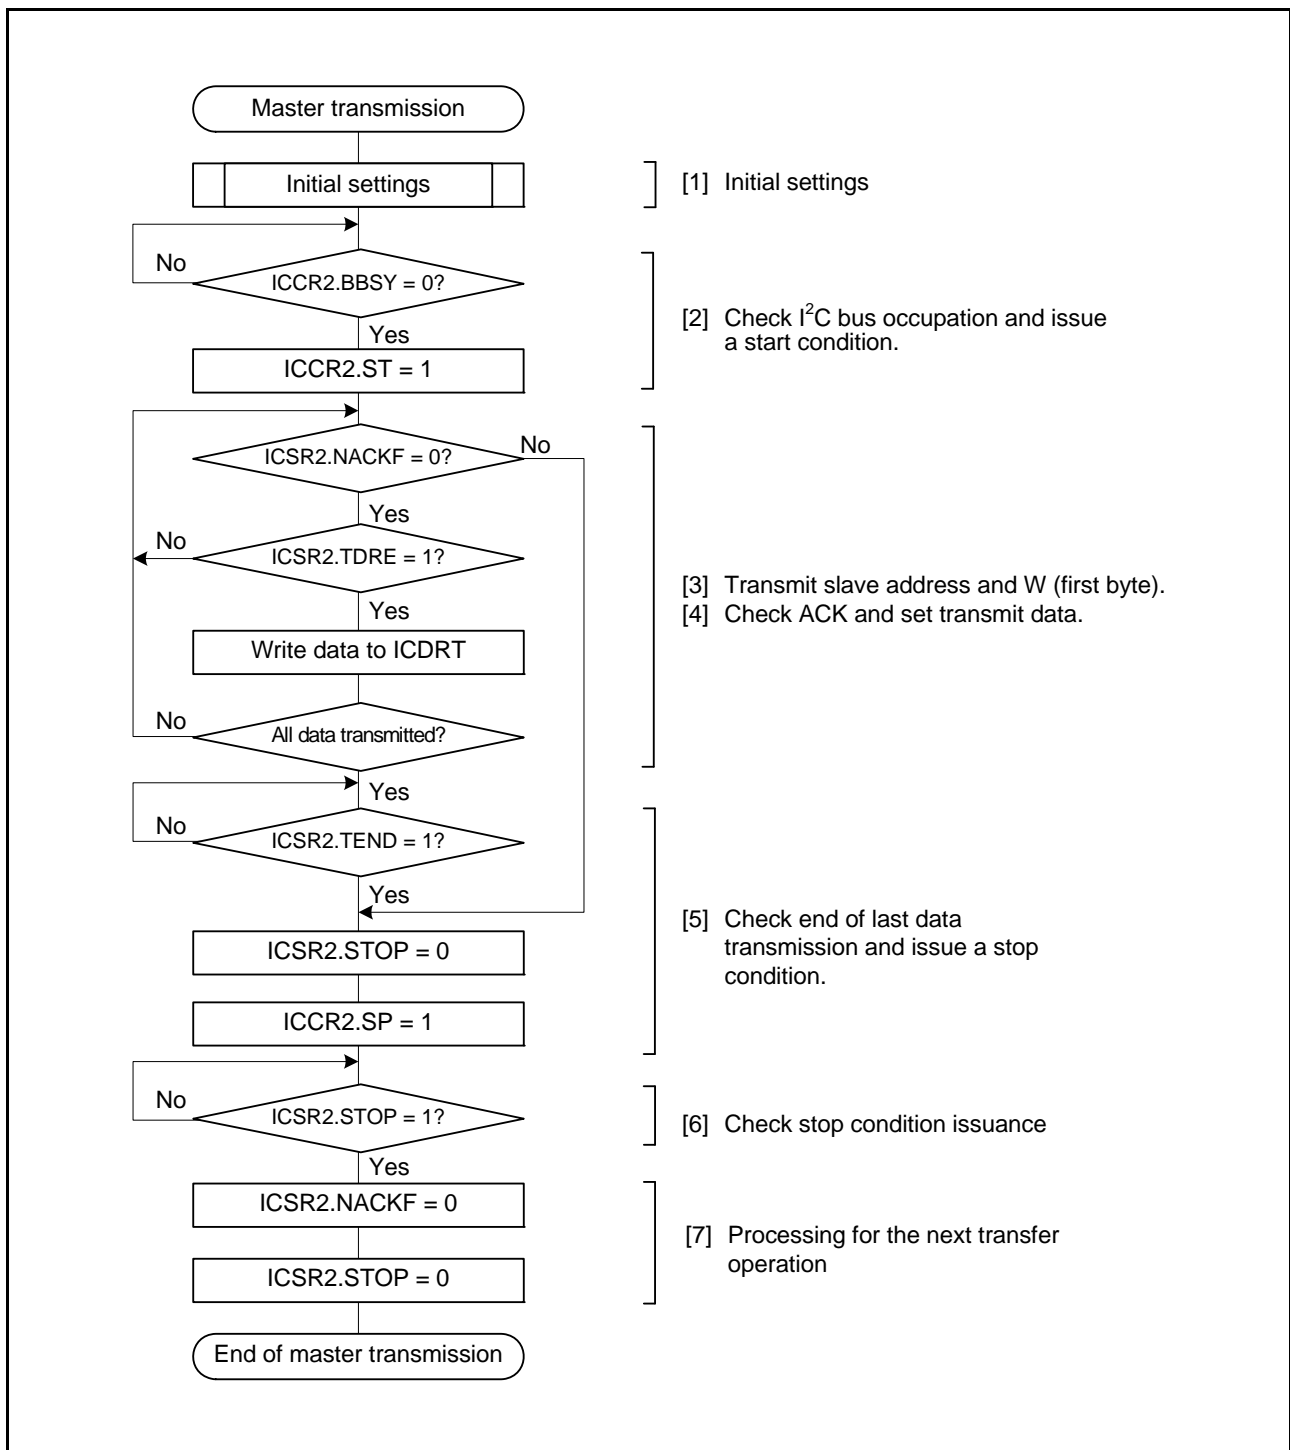 Master transmission
Initial settings
[1] Initial settings
No
ICCR2.BBSY = 0?
Yes
[2] Check I²C bus occupation and issue
a start condition.
ICCR2.ST = 1
ICSR2.NACKF = 0?
No
Yes
No
ICSR2.TDRE = 1?
Yes
[3] Transmit slave address and W (first byte).
[4] Check ACK and set transmit data.
Write data to ICDRT
No
All data transmitted?
Yes
No
ICSR2.TEND = 1?
Yes
[5] Check end of last data
transmission and issue a stop
condition.
ICSR2.STOP = 0
ICCR2.SP = 1
No
ICSR2.STOP = 1?
[6] Check stop condition issuance
Yes
ICSR2.NACKF = 0
[7] Processing for the next transfer
operation
ICSR2.STOP = 0
End of master transmission